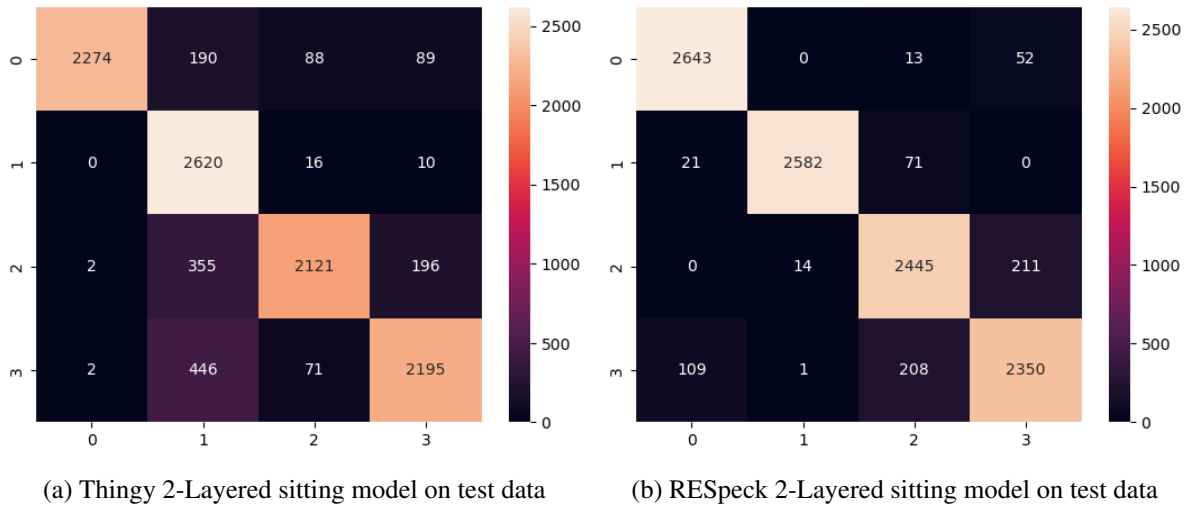 0 2274 190 88 89
1 0 2620 16 10
2 2 355 2121 196
3 2 446 71 2195
0 1 2 3
2500
2000
1500
1000
500
0
(a) Thingy 2-Layered sitting model on test data
0 2643 0 13 52
1 21 2582 71 0
2 0 14 2445 211
3 109 1 208 2350
0 1 2 3
2500
2000
1500
1000
500
0
(b) RESpeck 2-Layered sitting model on test data